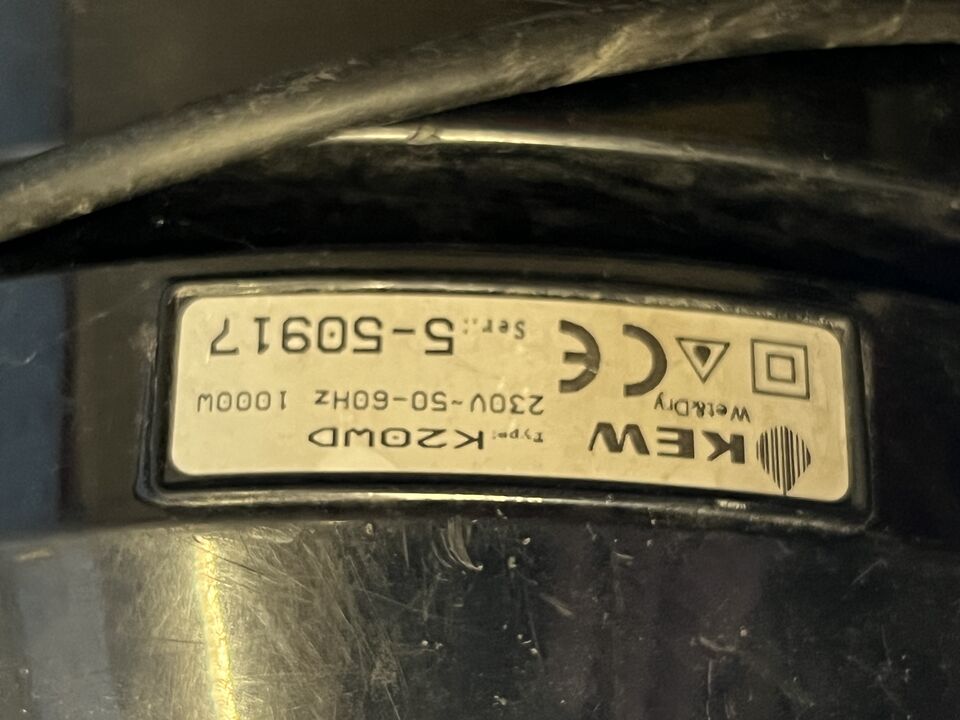 KEW
Wet&Dry
Type: K20WD
230V~50-60Hz 1000W
CE
Ser.: 5-50917